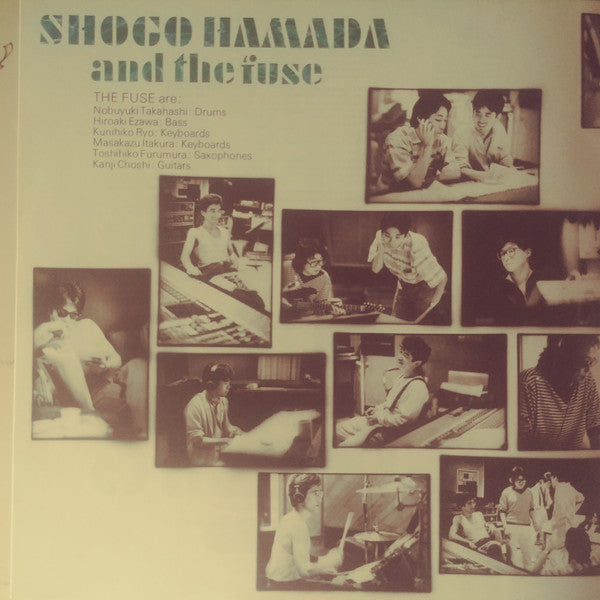 SHOGO HAMADA
and the fuse
THE FUSE are:
Nobuyuki Takahashi: Drums
Hiroaki Ezawa: Bass
Kunihiko Ryo: Keyboards
Masakazu Itakura: Keyboards
Toshihiko Furumura: Saxophones
Kanji Choshi: Guitars